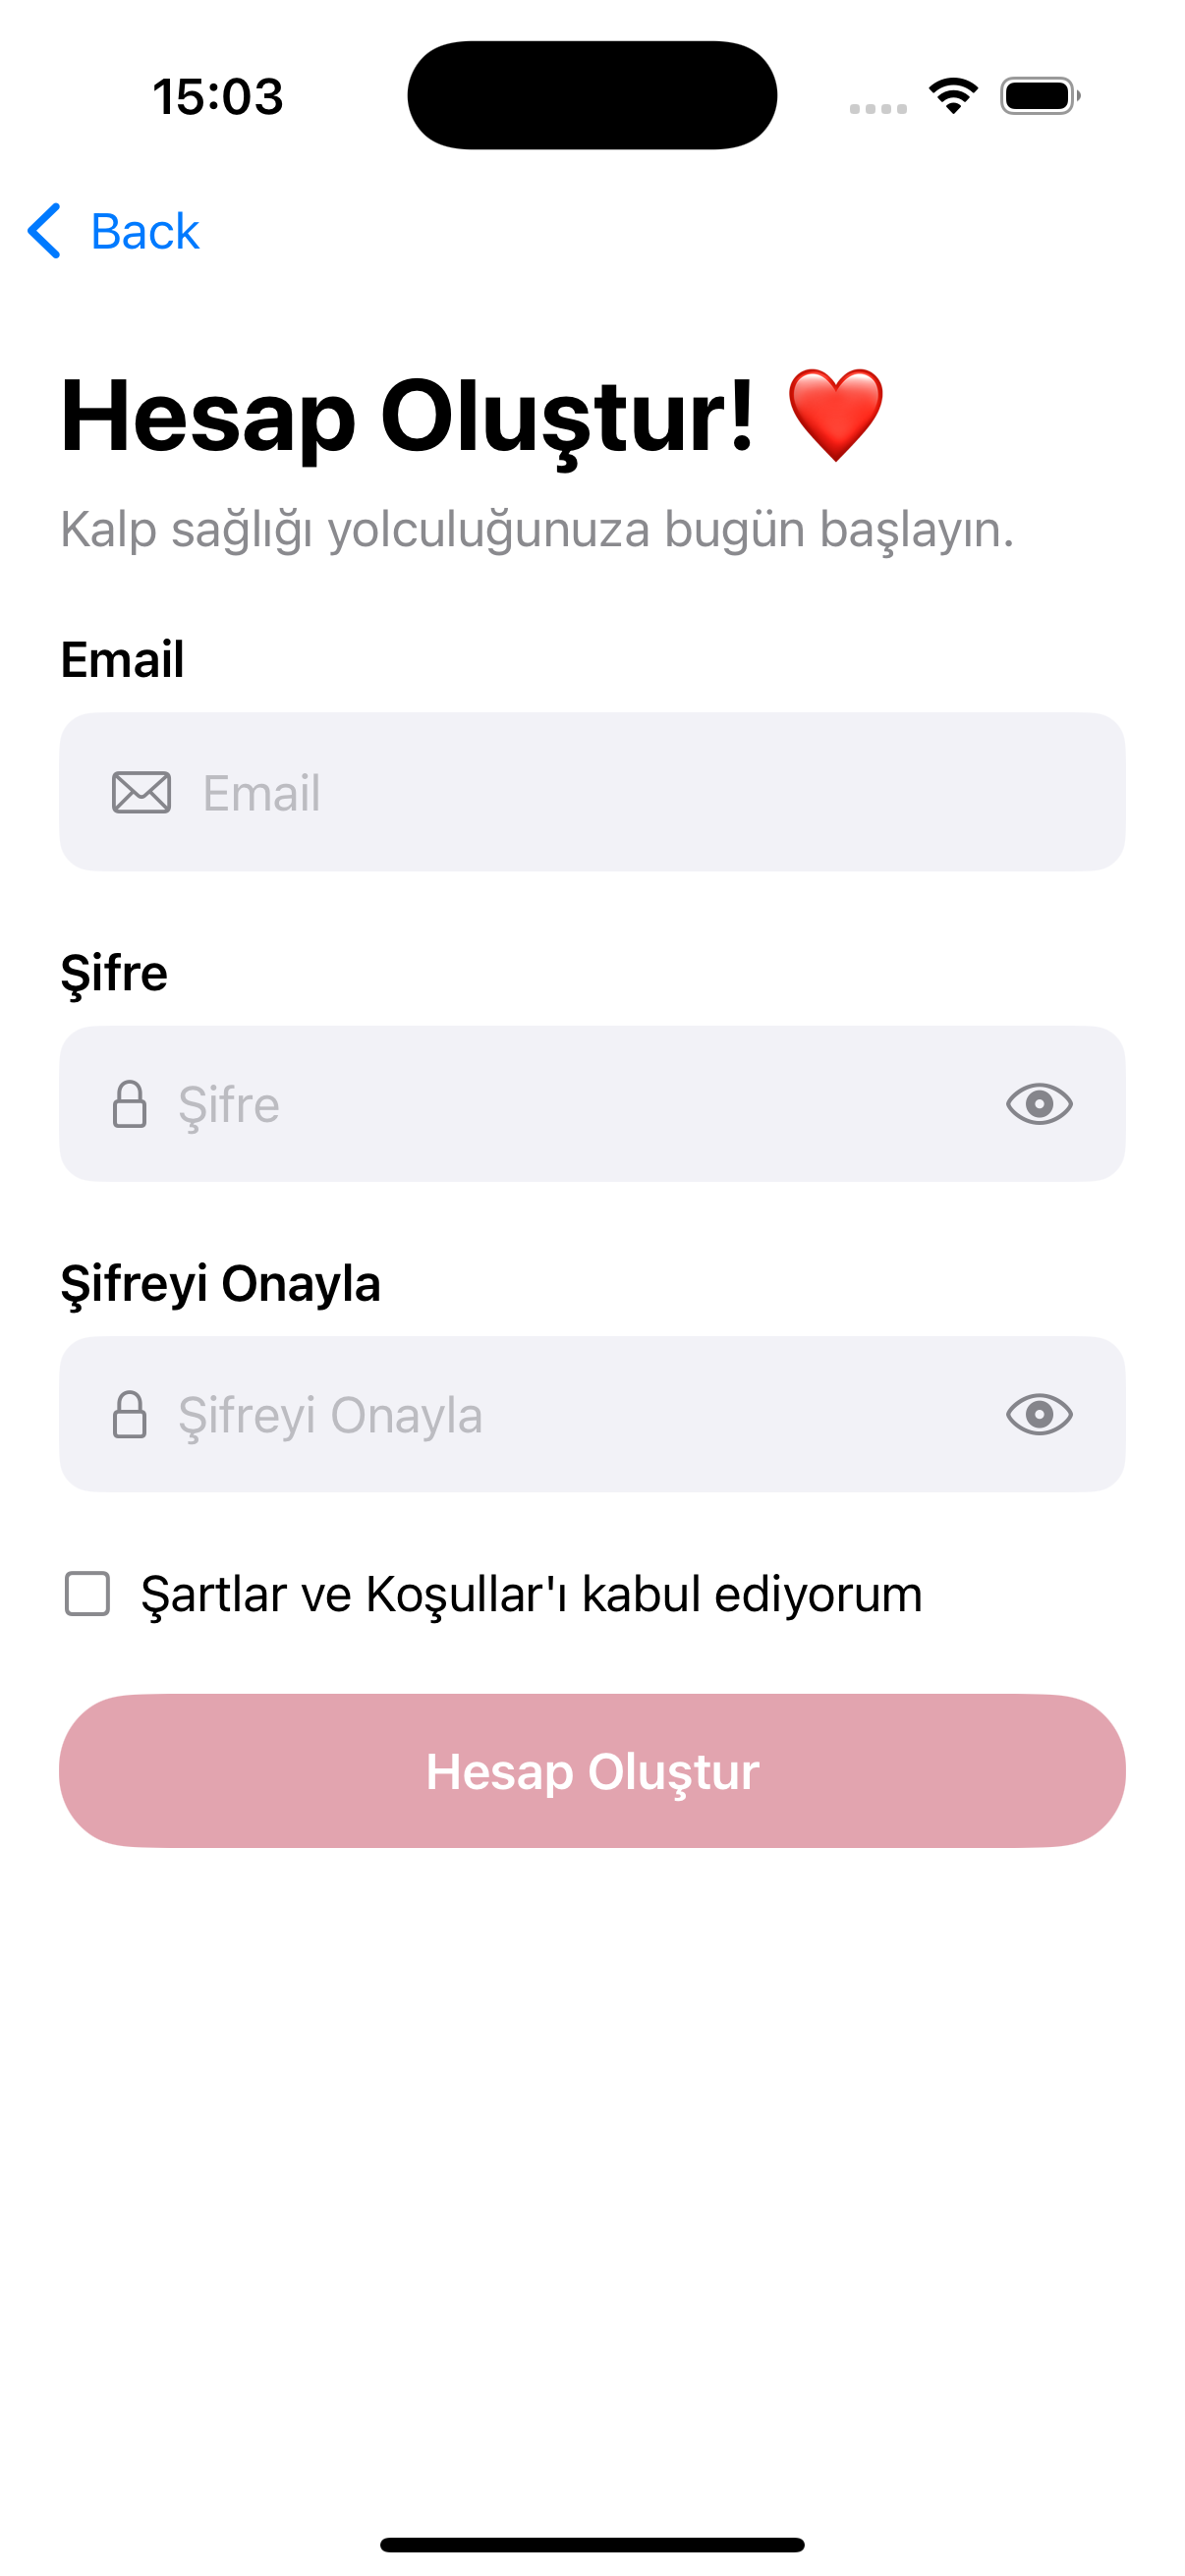 15:03
Back
Hesap Oluştur! ❤️
Kalp sağlığı yolculuğunuza bugün başlayın.
Email
Email
Şifre
Şifre
Şifreyi Onayla
Şifreyi Onayla
Şartlar ve Koşullar'ı kabul ediyorum
Hesap Oluştur